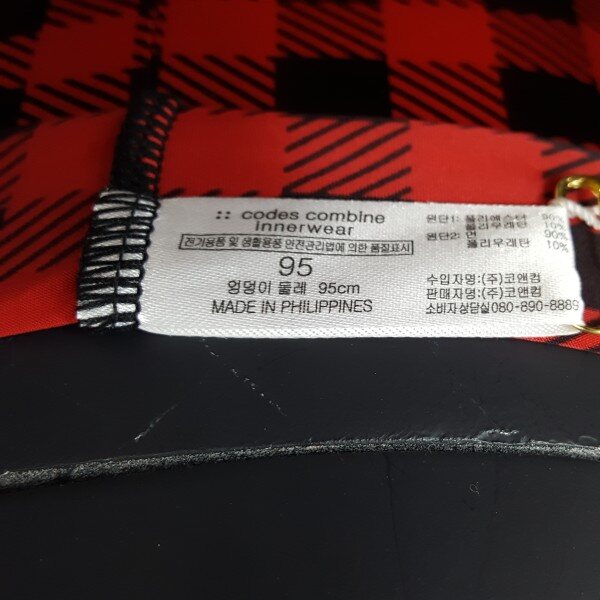 :: codes combine
innerwear
전기용품 및 생활용품 안전관리법에 의한 품질표시
95
엉덩이 둘레 95cm
MADE IN PHILIPPINES
원단1: 폴리에스터 90%
폴리우레탄 10%
원단2: 면 90%
폴리우레탄 10%
수입자명:(주)코앤컴
판매자명:(주)코앤컴
소비자상담실080-890-8889